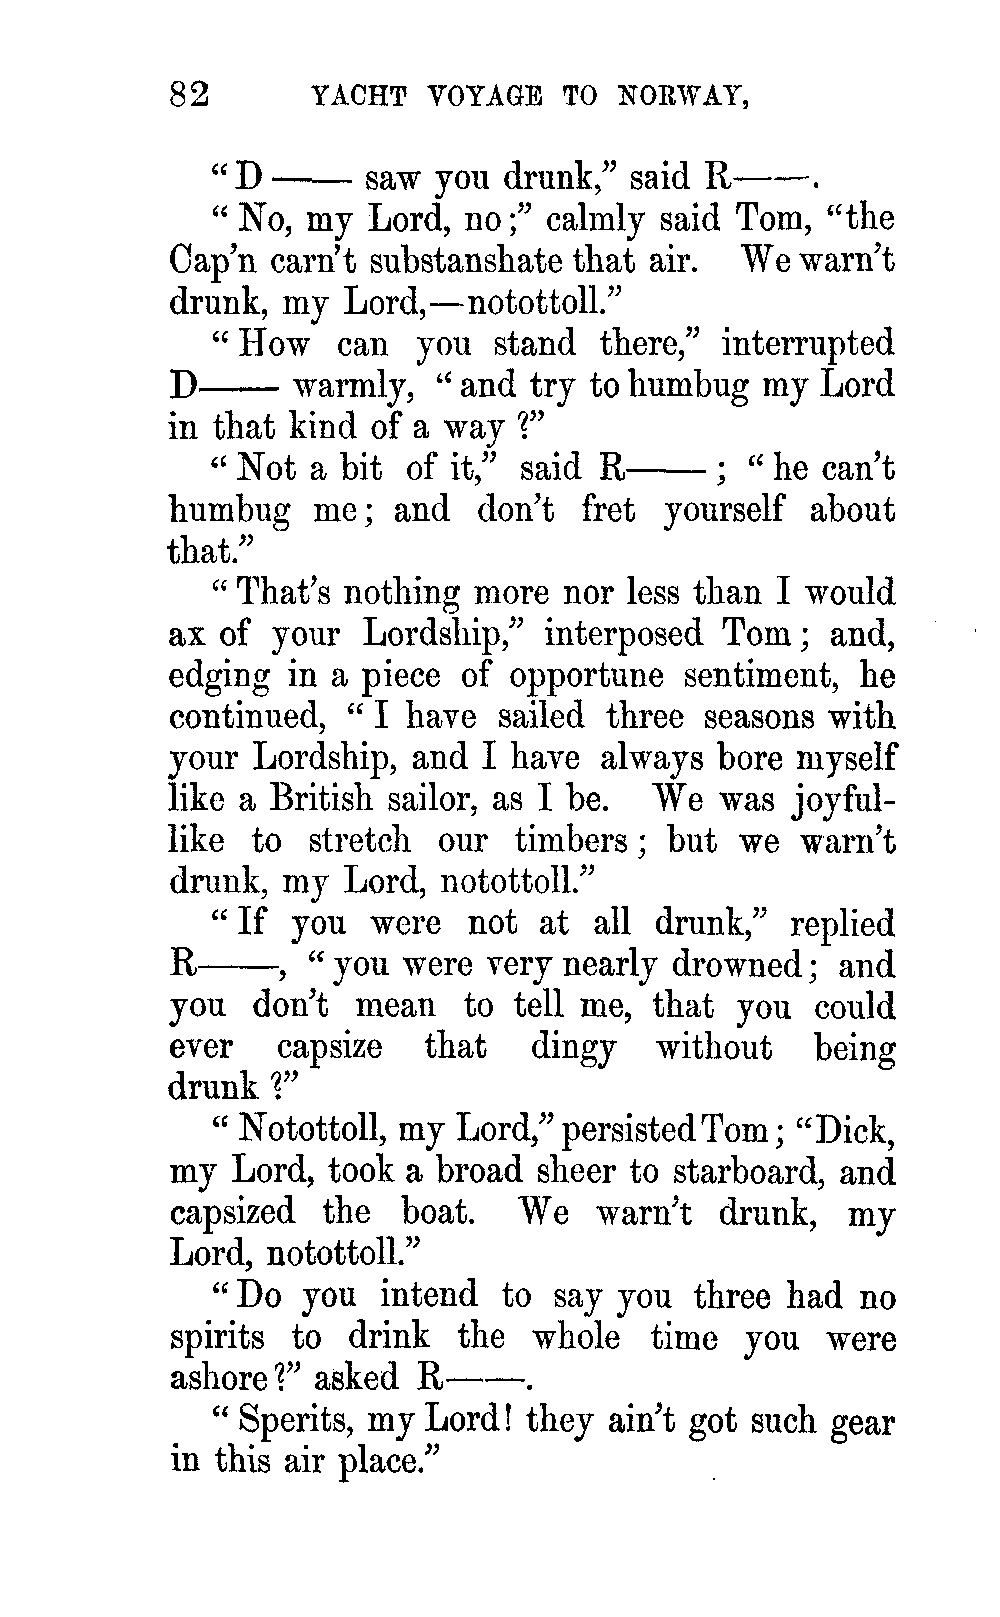 82 YACHT VOYAGE TO NORWAY,
“ D —— saw you drunk,” said R——.
“ No, my Lord, no ;” calmly said Tom, “the
Cap’n carn’t substanshate that air. We warn’t
drunk, my Lord,—notottoll.”
“ How can you stand there,” interrupted
D—— warmly, “ and try to humbug my Lord
in that kind of a way ?”
“ Not a bit of it,” said R—— ; “ he can’t
humbug me ; and don’t fret yourself about
that.”
“ That’s nothing more nor less than I would
ax of your Lordship,” interposed Tom ; and,
edging in a piece of opportune sentiment, he
continued, “ I have sailed three seasons with
your Lordship, and I have always bore myself
like a British sailor, as I be. We was joyful-
like to stretch our timbers ; but we warn’t
drunk, my Lord, notottoll.”
“ If you were not at all drunk,” replied
R——, “ you were very nearly drowned ; and
you don’t mean to tell me, that you could
ever capsize that dingy without being
drunk ?”
“ Notottoll, my Lord,” persisted Tom ; “Dick,
my Lord, took a broad sheer to starboard, and
capsized the boat. We warn’t drunk, my
Lord, notottoll.”
“ Do you intend to say you three had no
spirits to drink the whole time you were
ashore ?” asked R——.
“ Sperits, my Lord! they ain’t got such gear
in this air place.”